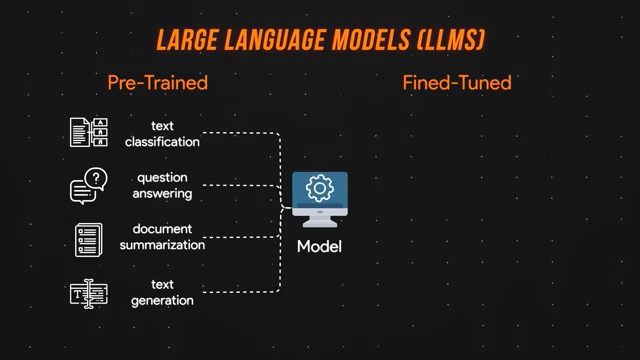 LARGE LANGUAGE MODELS (LLMS)
Pre-Trained
Fined-Tuned
text
classification
question
answering
document
summarization
text
generation
Model